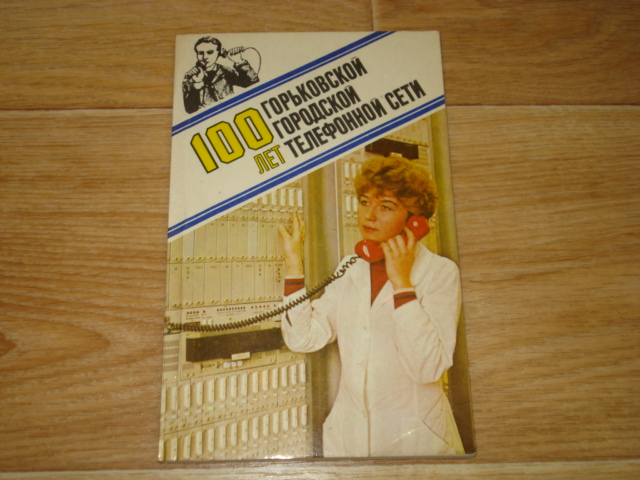 100 ЛЕТ
ГОРЬКОВСКОЙ
ГОРОДСКОЙ
ТЕЛЕФОННОЙ СЕТИ